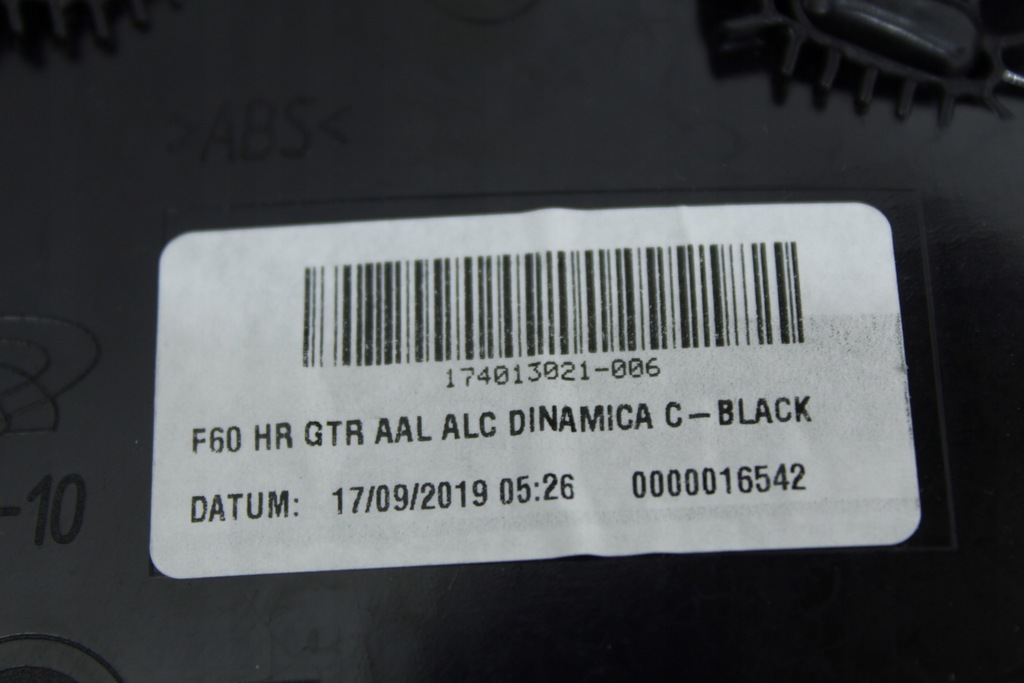 >ABS<
174013021-006
F60 HR GTR AAL ALC DINAMICA C-BLACK
DATUM: 17/09/2019 05:26 0000016542
-10